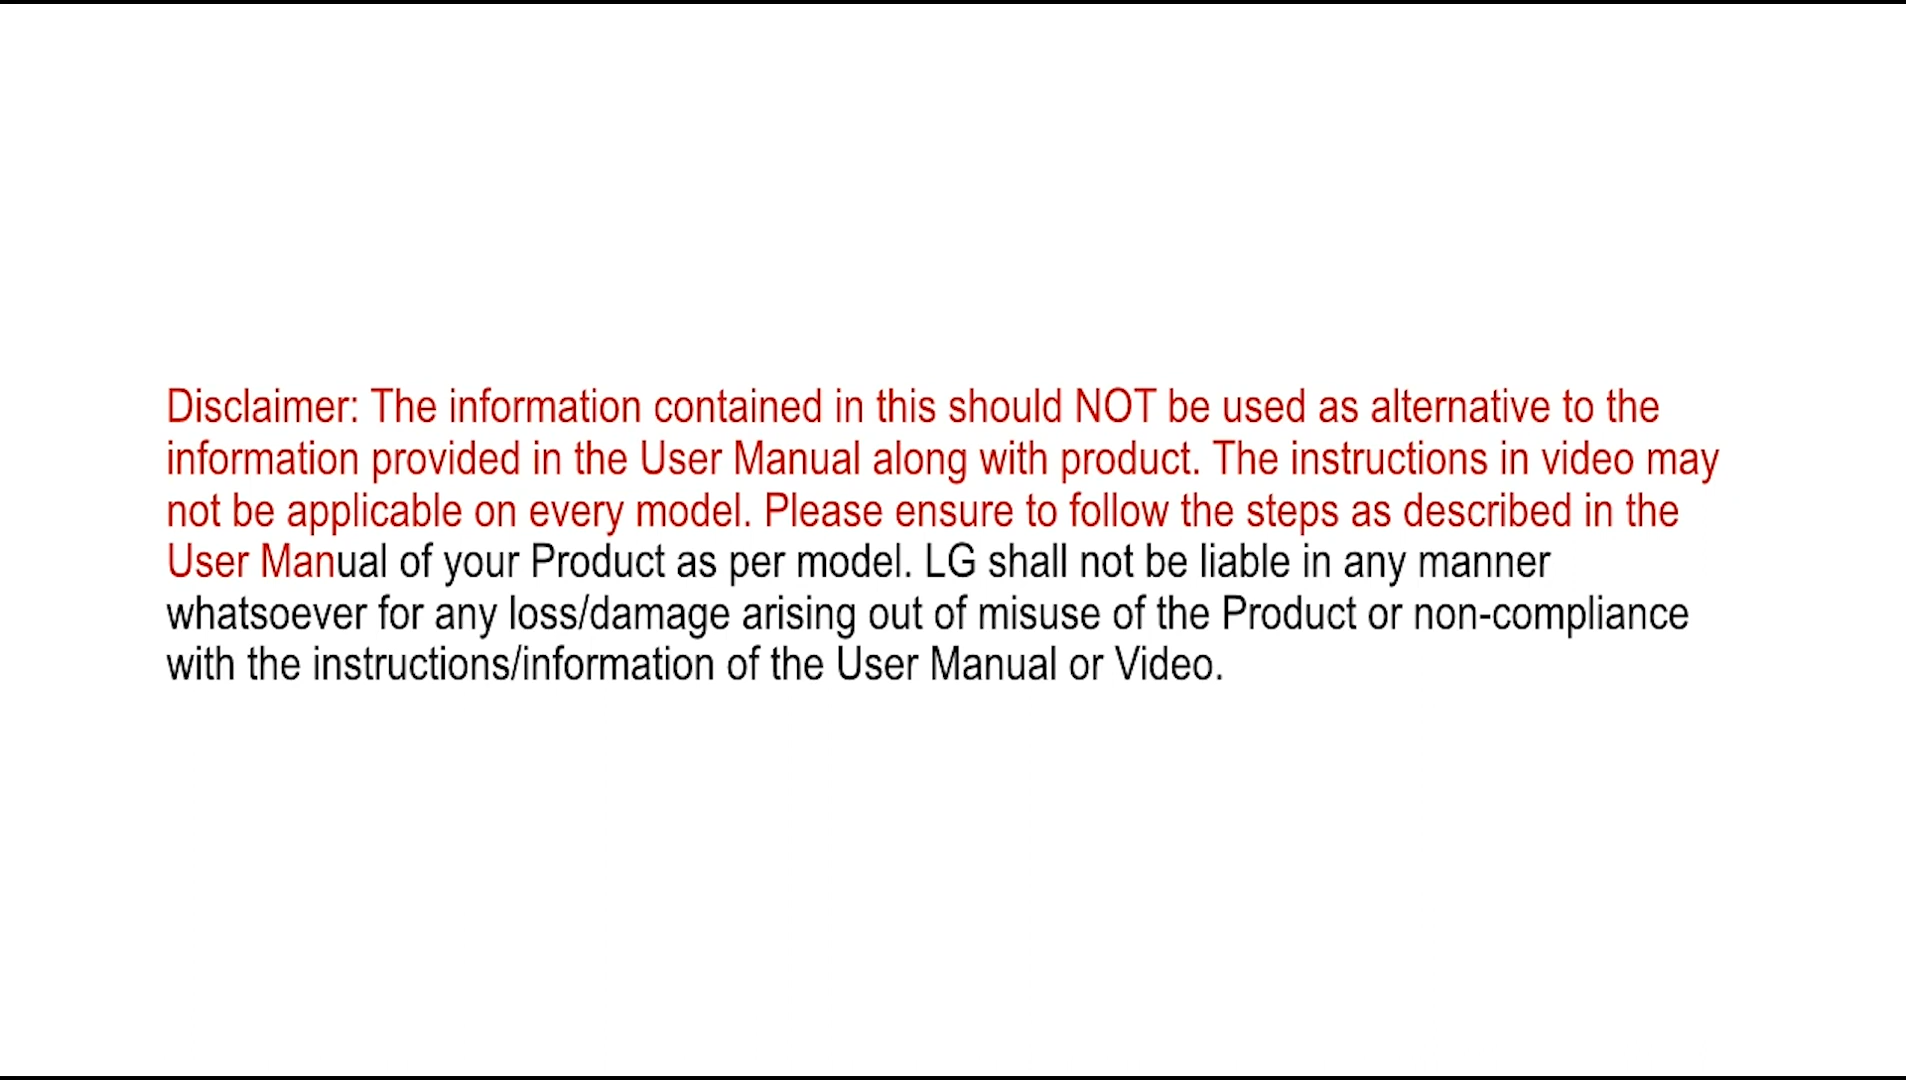 Disclaimer: The information contained in this should NOT be used as alternative to the
information provided in the User Manual along with product. The instructions in video may
not be applicable on every model. Please ensure to follow the steps as described in the
User Manual of your Product as per model. LG shall not be liable in any manner
whatsoever for any loss/damage arising out of misuse of the Product or non-compliance
with the instructions/information of the User Manual or Video.